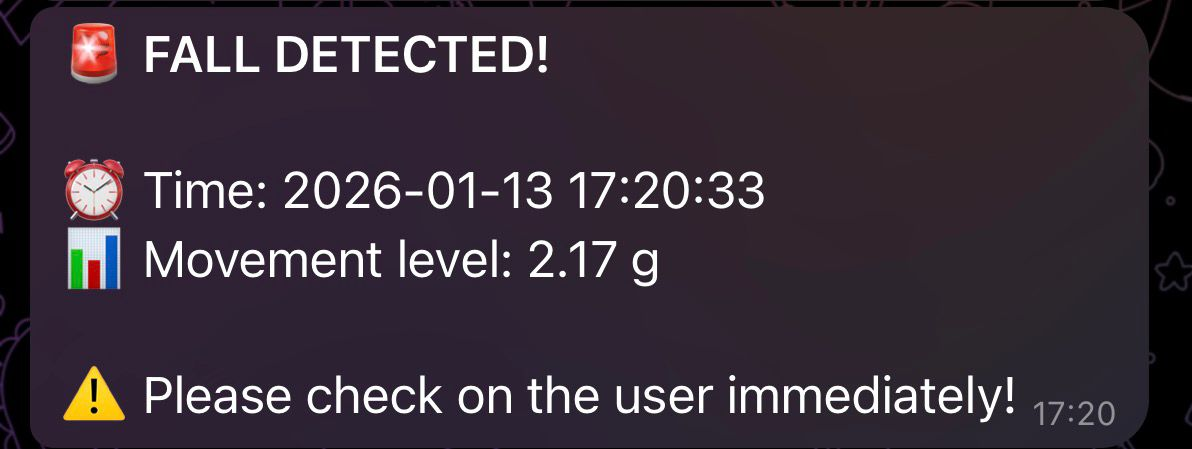 🚨 FALL DETECTED!
⏰ Time: 2026-01-13 17:20:33
📊 Movement level: 2.17 g
⚠️ Please check on the user immediately!
17:20